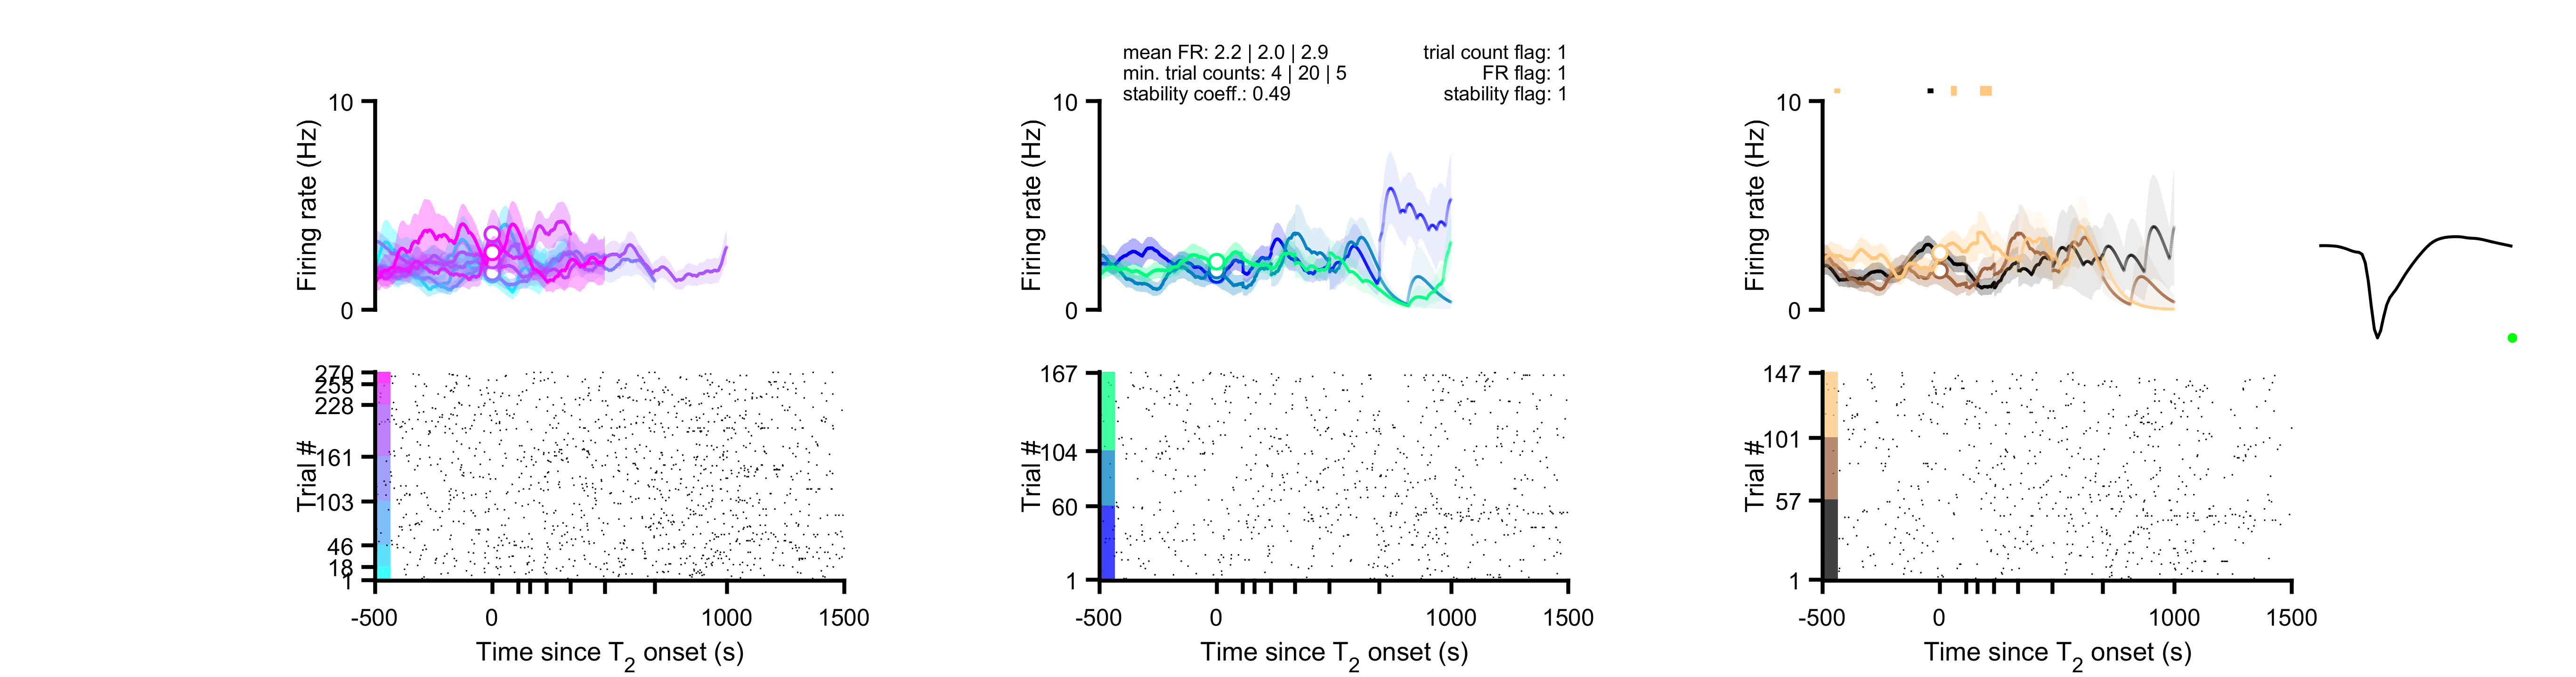 mean FR: 2.2 | 2.0 | 2.9
min. trial counts: 4 | 20 | 5
stability coeff.: 0.49
trial count flag: 1
FR flag: 1
stability flag: 1
10
Firing rate (Hz)
0
10
Firing rate (Hz)
0
10
Firing rate (Hz)
0
270
255
228
161
103
46
18
1
Trial #
-500
0
1000
1500
Time since T2 onset (s)
167
104
60
1
Trial #
-500
0
1000
1500
Time since T2 onset (s)
147
101
57
1
Trial #
-500
0
1000
1500
Time since T2 onset (s)